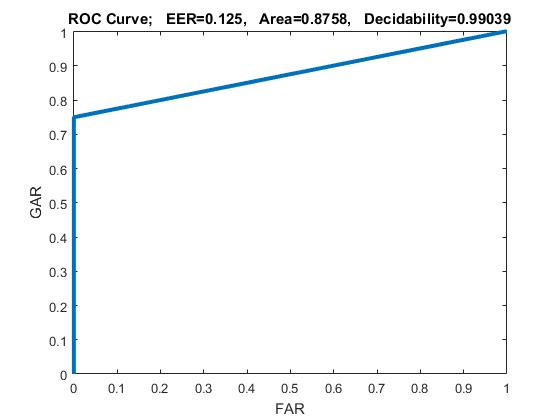 ROC Curve;   EER=0.125,   Area=0.8758,   Decidability=0.99039
1
0.9
0.8
0.7
0.6
0.5
0.4
0.3
0.2
0.1
0
GAR
0 0.1 0.2 0.3 0.4 0.5 0.6 0.7 0.8 0.9 1
FAR